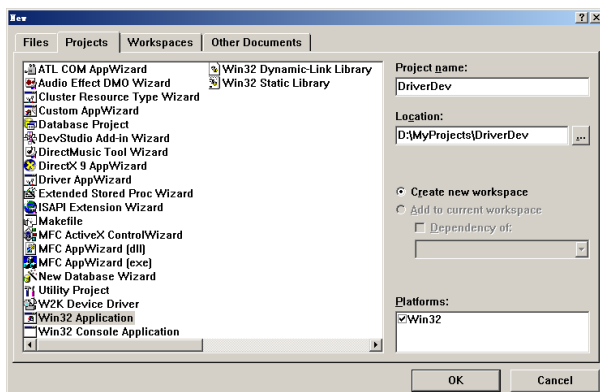 New
Files Projects Workspaces Other Documents
ATL COM AppWizard
Audio Effect DMO Wizard
Cluster Resource Type Wizard
Custom AppWizard
Database Project
DevStudio Add-in Wizard
DirectMusic Tool Wizard
DirectX 9 AppWizard
Driver AppWizard
Extended Stored Proc Wizard
ISAPI Extension Wizard
Makefile
MFC ActiveX ControlWizard
MFC AppWizard (dll)
MFC AppWizard (exe)
New Database Wizard
Utility Project
W2K Device Driver
Win32 Application
Win32 Console Application
Win32 Dynamic-Link Library
Win32 Static Library
Project name:
DriverDev
Location:
D:\MyProjects\DriverDev
...
Create new workspace
Add to current workspace
Dependency of:
Platforms:
Win32
OK Cancel